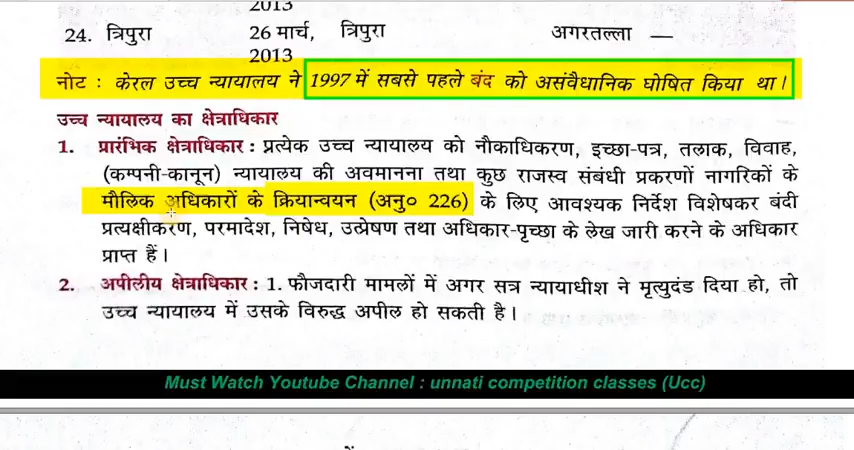 2013
24. त्रिपुरा 26 मार्च, त्रिपुरा अगरतल्ला —
2013
नोट : केरल उच्च न्यायालय ने 1997 में सबसे पहले बंद को असंवैधानिक घोषित किया था।
उच्च न्यायालय का क्षेत्राधिकार
1. प्रारंभिक क्षेत्राधिकार : प्रत्येक उच्च न्यायालय को नौकाधिकरण, इच्छा-पत्र, तलाक, विवाह,
(कम्पनी-कानून) न्यायालय की अवमानना तथा कुछ राजस्व संबंधी प्रकरणों नागरिकों के
मौलिक अधिकारों के क्रियान्वयन (अनु० 226) के लिए आवश्यक निर्देश विशेषकर बंदी
प्रत्यक्षीकरण, परमादेश, निषेध, उत्प्रेषण तथा अधिकार-पृच्छा के लेख जारी करने के अधिकार
प्राप्त हैं।
2. अपीलीय क्षेत्राधिकार : 1. फौजदारी मामलों में अगर सत्र न्यायाधीश ने मृत्युदंड दिया हो, तो
उच्च न्यायालय में उसके विरुद्ध अपील हो सकती है।
Must Watch Youtube Channel : unnati competition classes (Ucc)